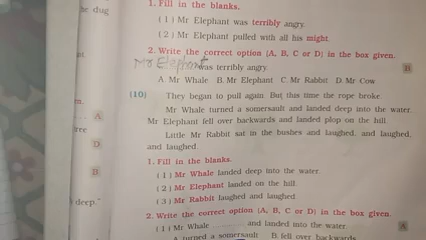 he dug
1. Fill in the blanks.
( 1 ) Mr Elephant was terribly angry.
( 2 ) Mr Elephant pulled with all his might.
2. Write the correct option (A, B, C or D) in the box given.
Mr Elephant was terribly angry. B
A. Mr Whale B. Mr Elephant C. Mr Rabbit D. Mr Cow
(10) They began to pull again. But this time the rope broke.
Mr Whale turned a somersault and landed deep into the water.
A
Mr Elephant fell over backwards and landed plop on the hill.
Little Mr Rabbit sat in the bushes and laughed, and laughed,
D
and laughed.
1. Fill in the blanks.
B
( 1 ) Mr Whale landed deep into the water.
( 2 ) Mr Elephant landed on the hill.
deep."
( 3 ) Mr Rabbit laughed and laughed.
2. Write the correct option (A, B, C or D) in the box given.
( 1 ) Mr Whale ........ and landed into the water. A
A. turned a somersault B. fell over backwards